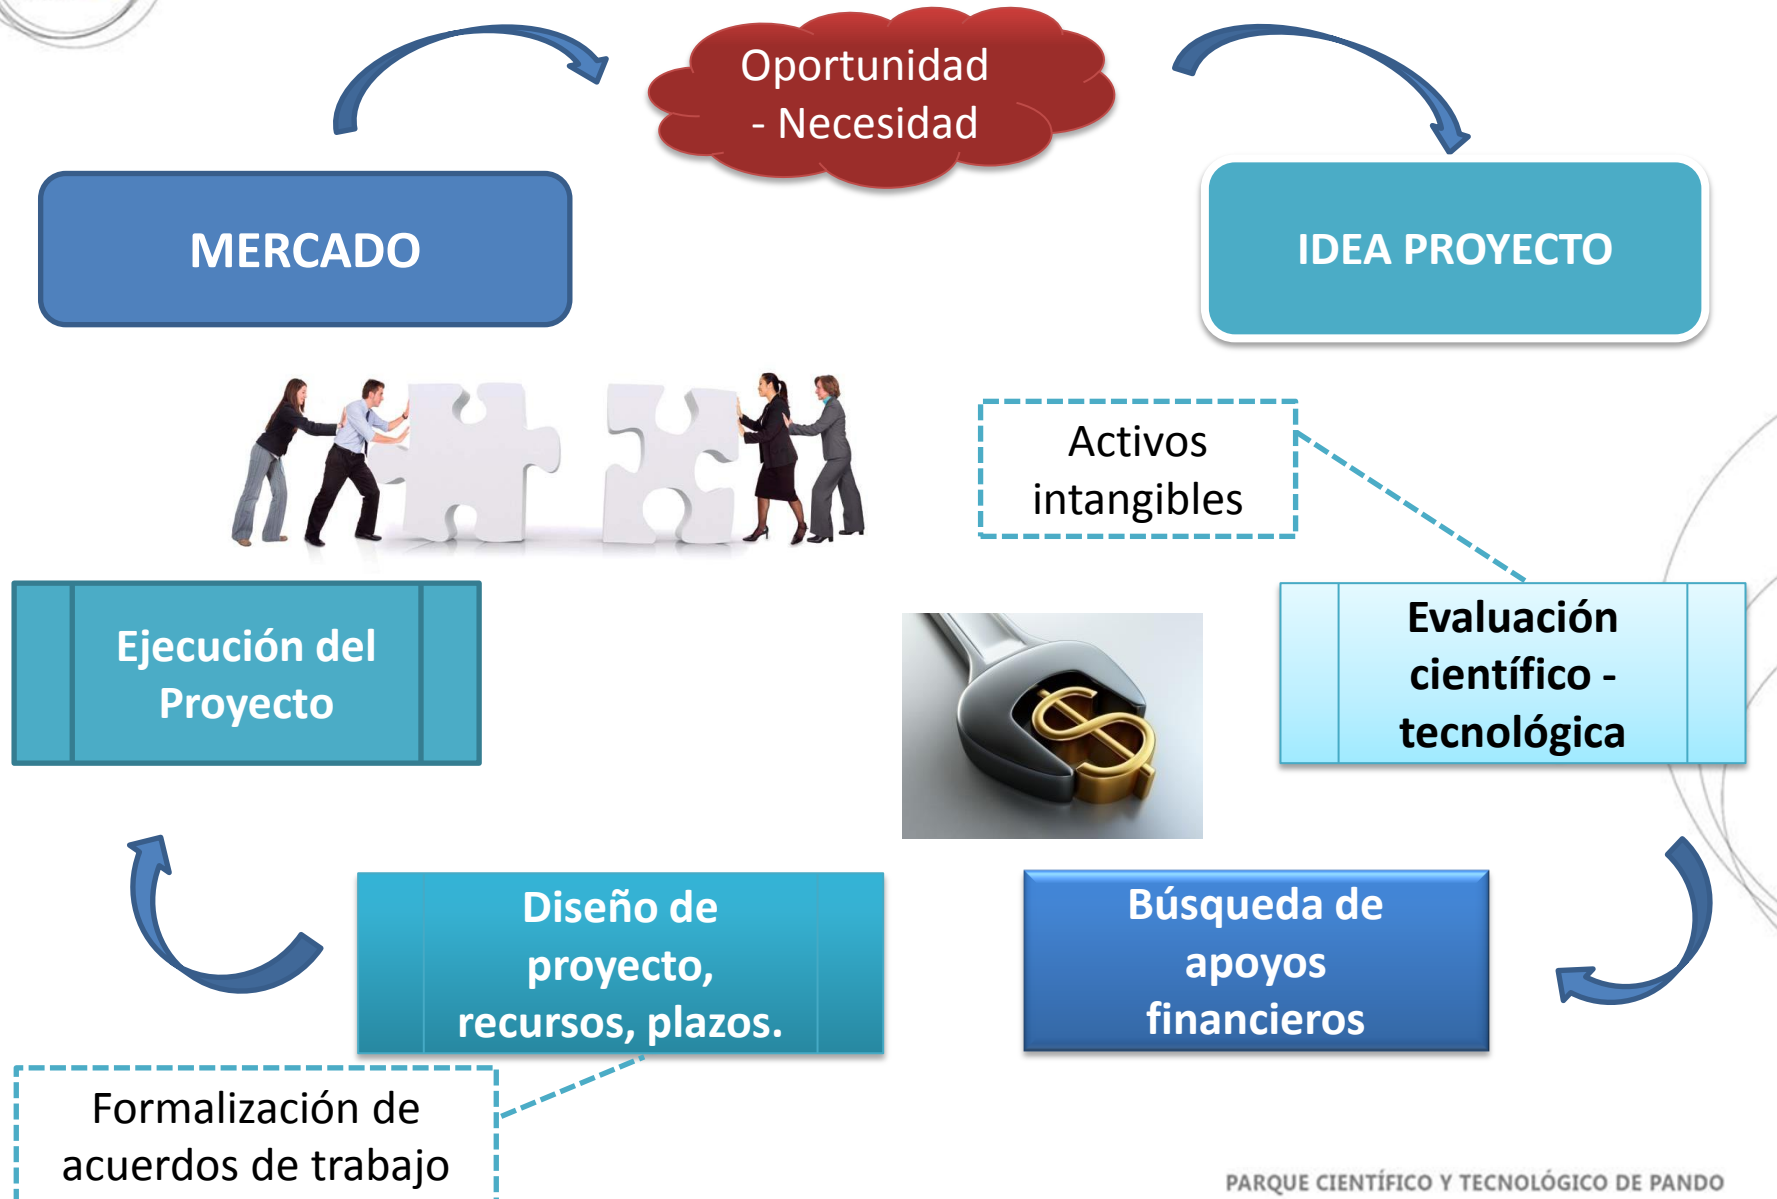 Oportunidad
- Necesidad
MERCADO
IDEA PROYECTO
Activos
intangibles
Evaluación
científico -
tecnológica
Ejecución del
Proyecto
Búsqueda de
apoyos
financieros
Diseño de
proyecto,
recursos, plazos.
Formalización de
acuerdos de trabajo
PARQUE CIENTÍFICO Y TECNOLÓGICO DE PANDO